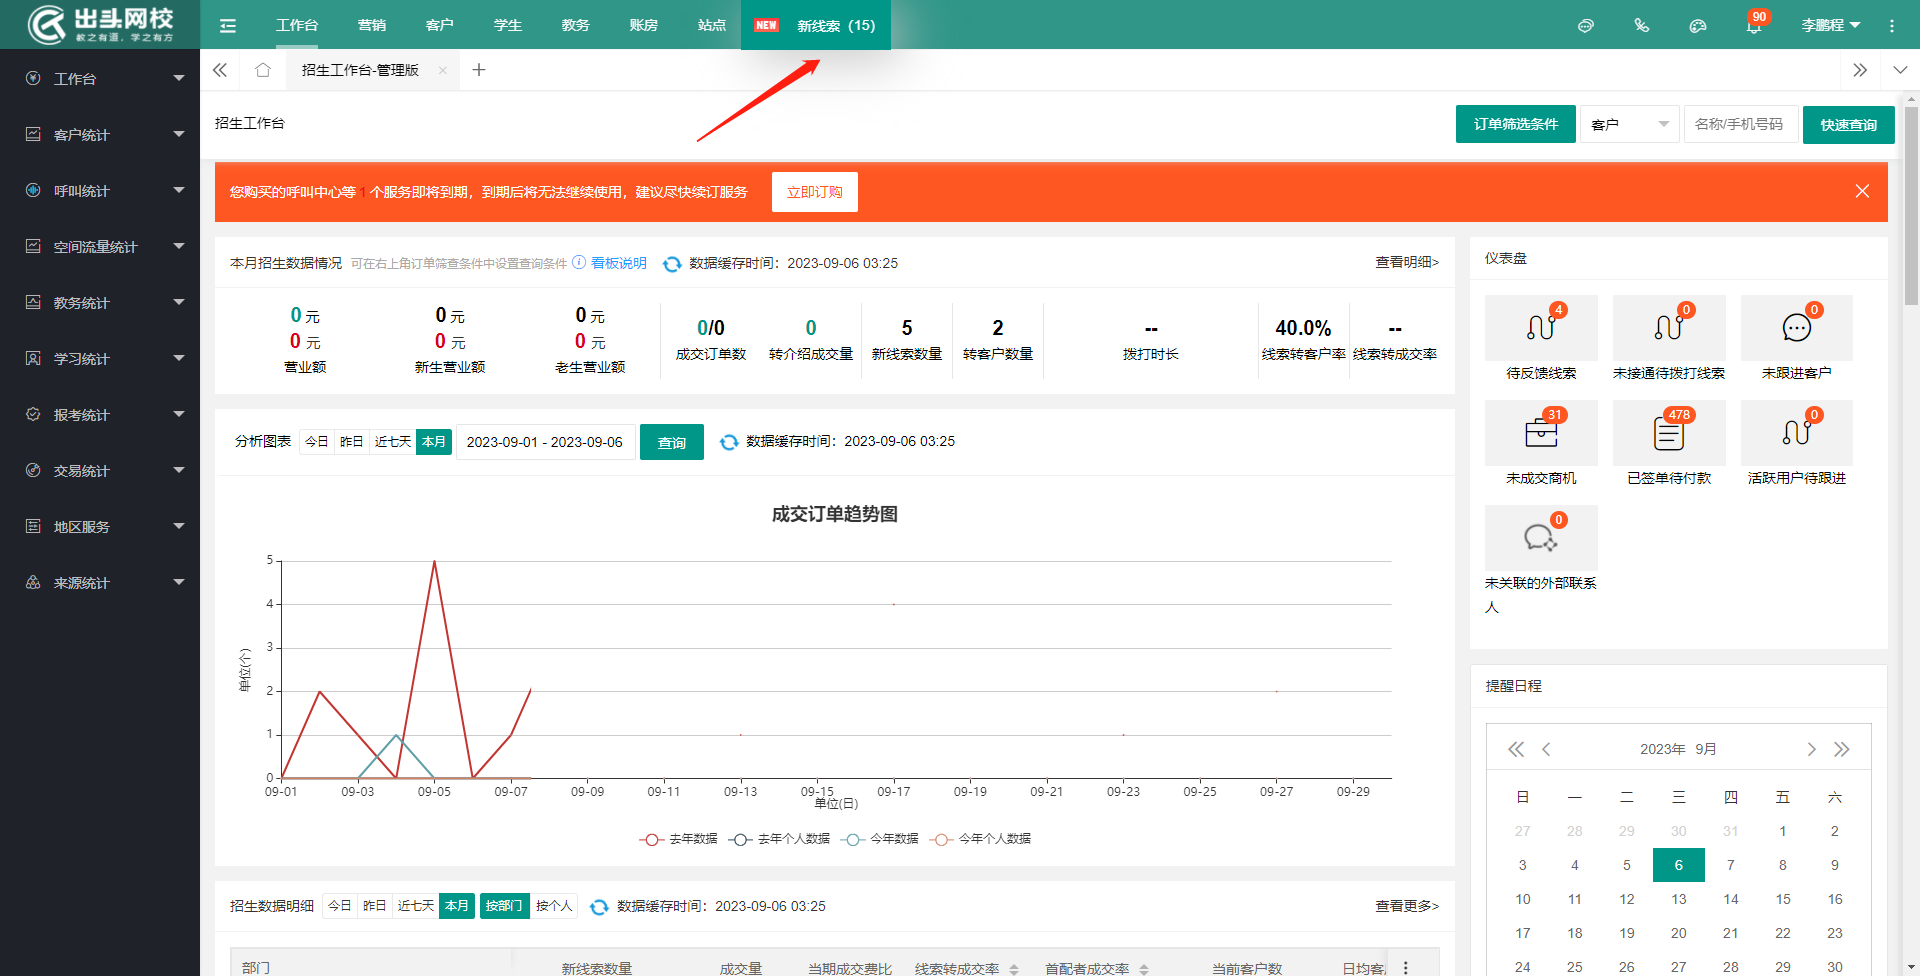 出头网校
教之有道，学之有方
工作台
营销
客户
学生
教务
账房
站点
NEW 新线索（15）
90
李鹏程
工作台
客户统计
呼叫统计
空间流量统计
教务统计
学习统计
报考统计
交易统计
地区服务
来源统计
招生工作台-管理版
招生工作台
订单筛选条件
客户
名称/手机号码
快速查询
您购买的呼叫中心等 1 个服务即将到期，到期后将无法继续使用，建议尽快续订服务
立即订购
本月招生数据情况 可在右上角订单筛查条件中设置查询条件 看板说明 数据缓存时间：2023-09-06 03:25
查看明细>
0 元
0 元
营业额
0 元
0 元
新生营业额
0 元
0 元
老生营业额
0/0
成交订单数
0
转介绍成交量
5
新线索数量
2
转客户数量
--
拨打时长
40.0%
线索转客户率
--
线索转成交率
分析图表 今日 昨日 近七天 本月 2023-09-01 - 2023-09-06 查询 数据缓存时间：2023-09-06 03:25
成交订单趋势图
单位(个)
5
4
3
2
1
0
09-01 09-03 09-05 09-07 09-09 09-11 09-13 09-15 09-17 09-19 09-21 09-23 09-25 09-27 09-29
单位(日)
去年数据 去年个人数据 今年数据 今年个人数据
招生数据明细 今日 昨日 近七天 本月 按部门 按个人 数据缓存时间：2023-09-06 03:25
查看更多>
部门 新线索数量 成交量 当期成交费比 线索转成交率 首配者成交率 当前客户数 日均客
仪表盘
4
待反馈线索
0
未接通待拨打线索
0
未跟进客户
31
未成交商机
478
已签单待付款
0
活跃用户待跟进
0
未关联的外部联系
人
提醒日程
2023年 9月
日 一 二 三 四 五 六
27 28 29 30 31 1 2
3 4 5 6 7 8 9
10 11 12 13 14 15 16
17 18 19 20 21 22 23
24 25 26 27 28 29 30